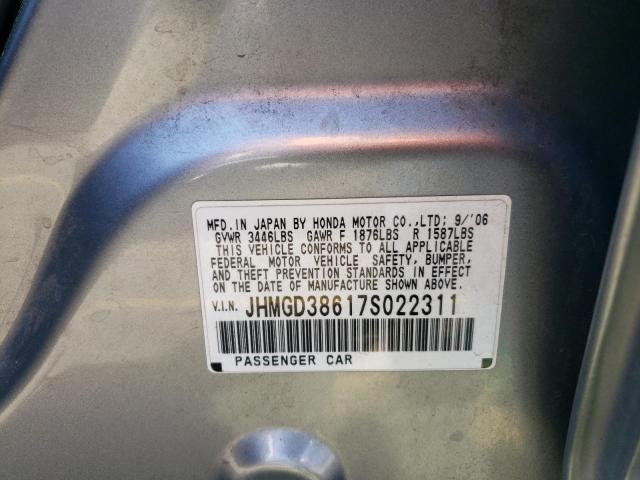 MFD.IN JAPAN BY HONDA MOTOR CO.,LTD; 9/'06
GVWR 3446LBS GAWR F 1876LBS R 1587LBS
THIS VEHICLE CONFORMS TO ALL APPLICABLE
FEDERAL MOTOR VEHICLE SAFETY, BUMPER,
AND THEFT PREVENTION STANDARDS IN EFFECT
ON THE DATE OF MANUFACTURE SHOWN ABOVE.
V.I.N. JHMGD38617S022311
PASSENGER CAR